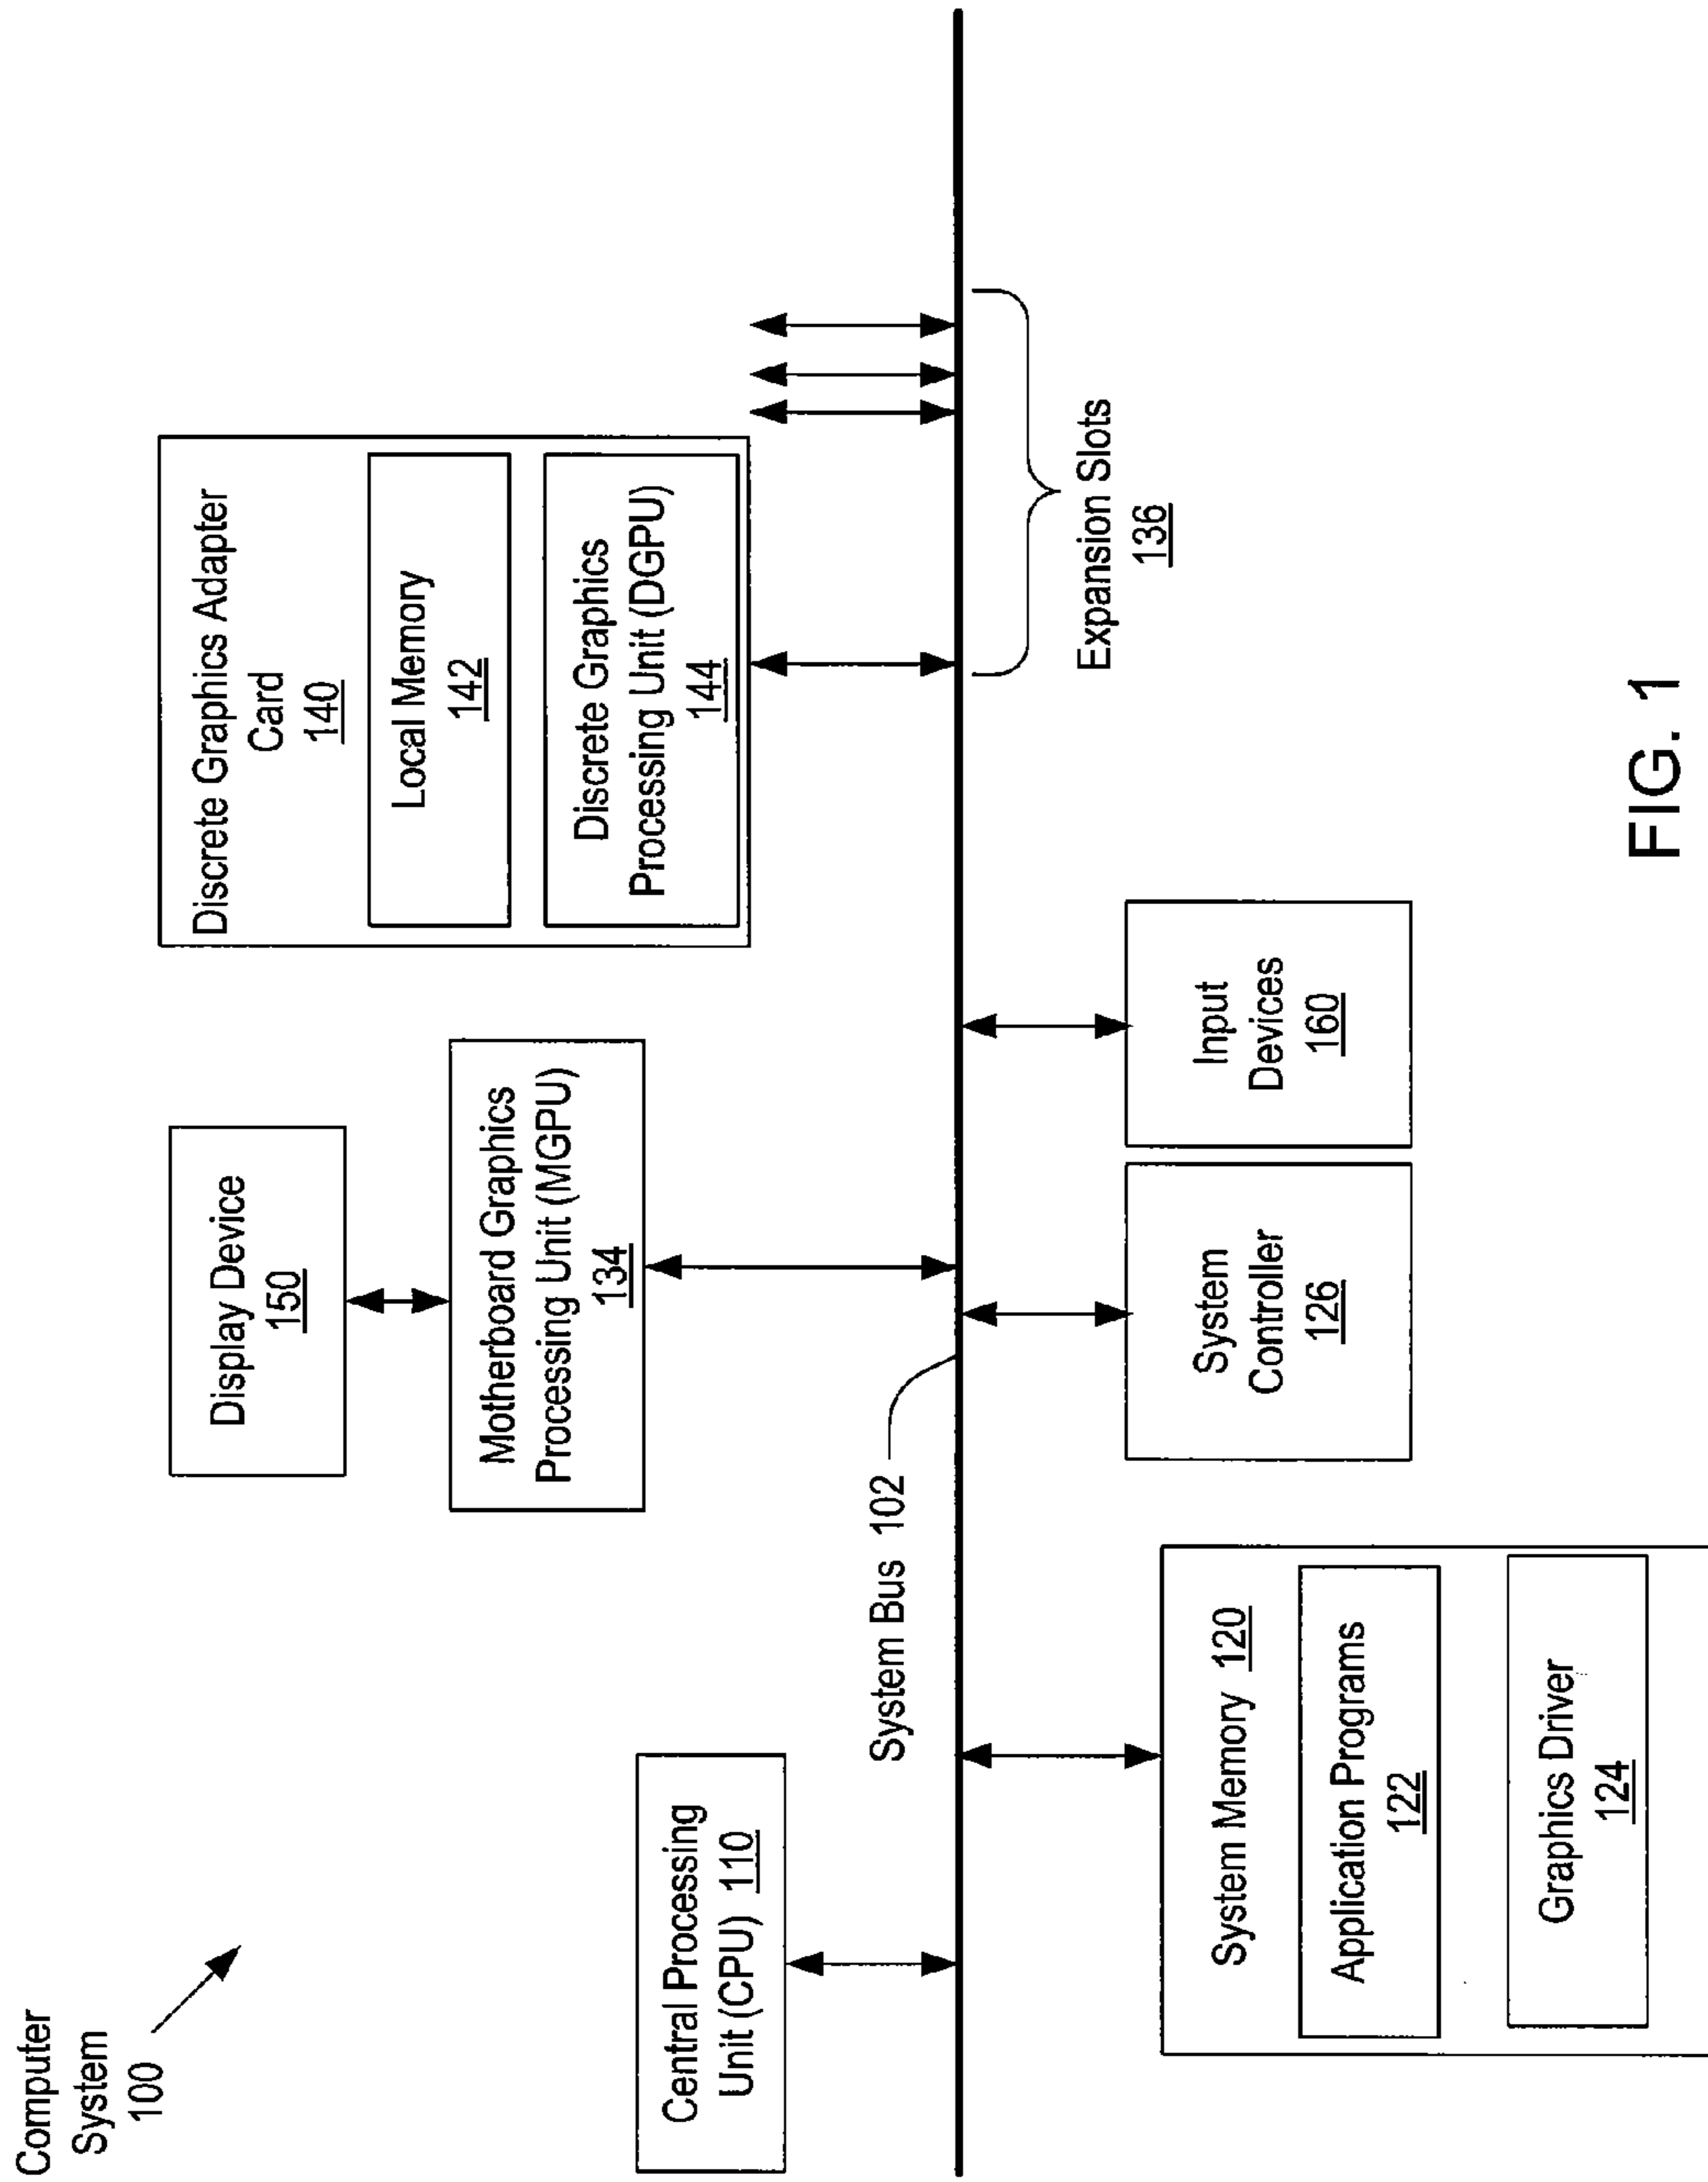 Computer
System
100
Display Device
150
Discrete Graphics Adapter
Card
140
Local Memory
142
Discrete Graphics
Processing Unit (DGPU)
144
Motherboard Graphics
Processing Unit (MGPU)
134
Central Processing
Unit (CPU) 110
System Bus 102
Expansion Slots
136
System Memory 120
Application Programs
122
Graphics Driver
124
System
Controller
126
Input
Devices
160
FIG. 1